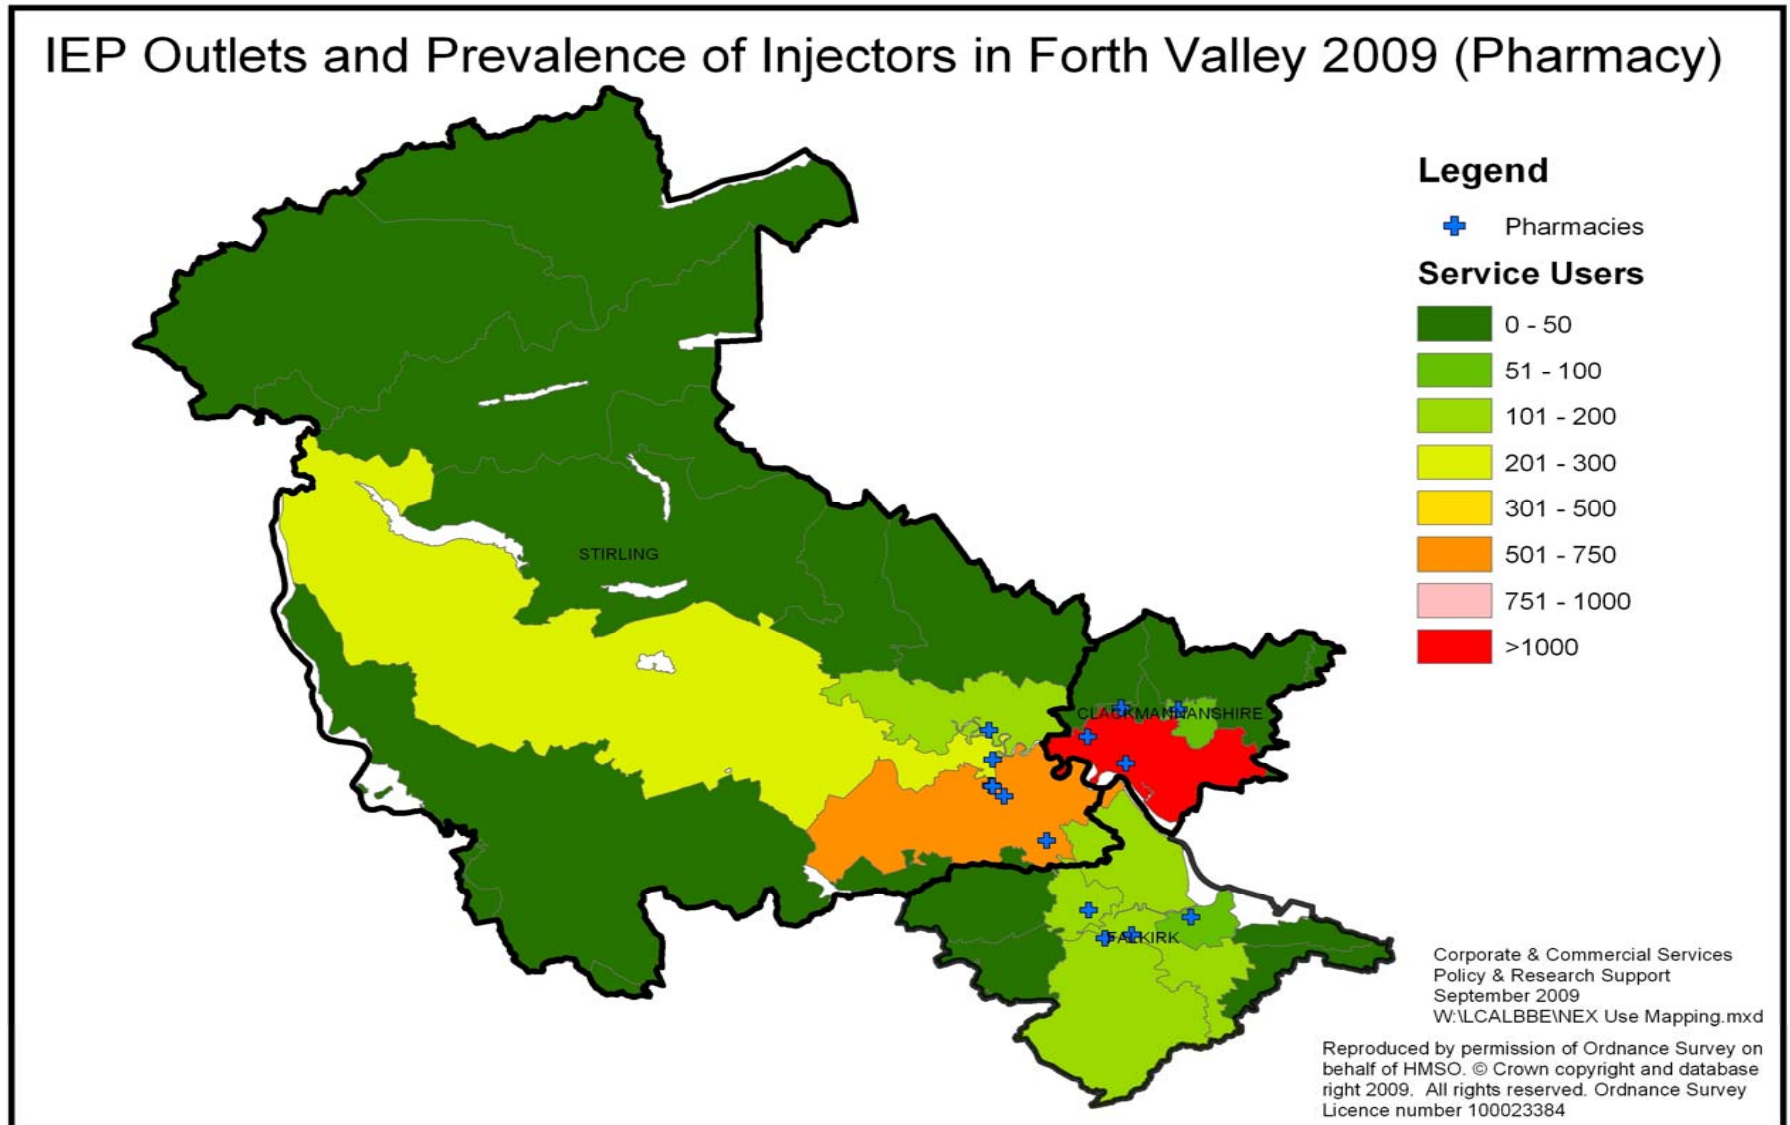 IEP Outlets and Prevalence of Injectors in Forth Valley 2009 (Pharmacy)
Legend
Pharmacies
Service Users
0 - 50
51 - 100
101 - 200
201 - 300
301 - 500
501 - 750
751 - 1000
>1000
STIRLING
CLACKMANNANSHIRE
FALKIRK
Corporate & Commercial Services
Policy & Research Support
September 2009
W:\LCALBBE\NEX Use Mapping.mxd
Reproduced by permission of Ordnance Survey on
behalf of HMSO. © Crown copyright and database
right 2009.  All rights reserved. Ordnance Survey
Licence number 100023384